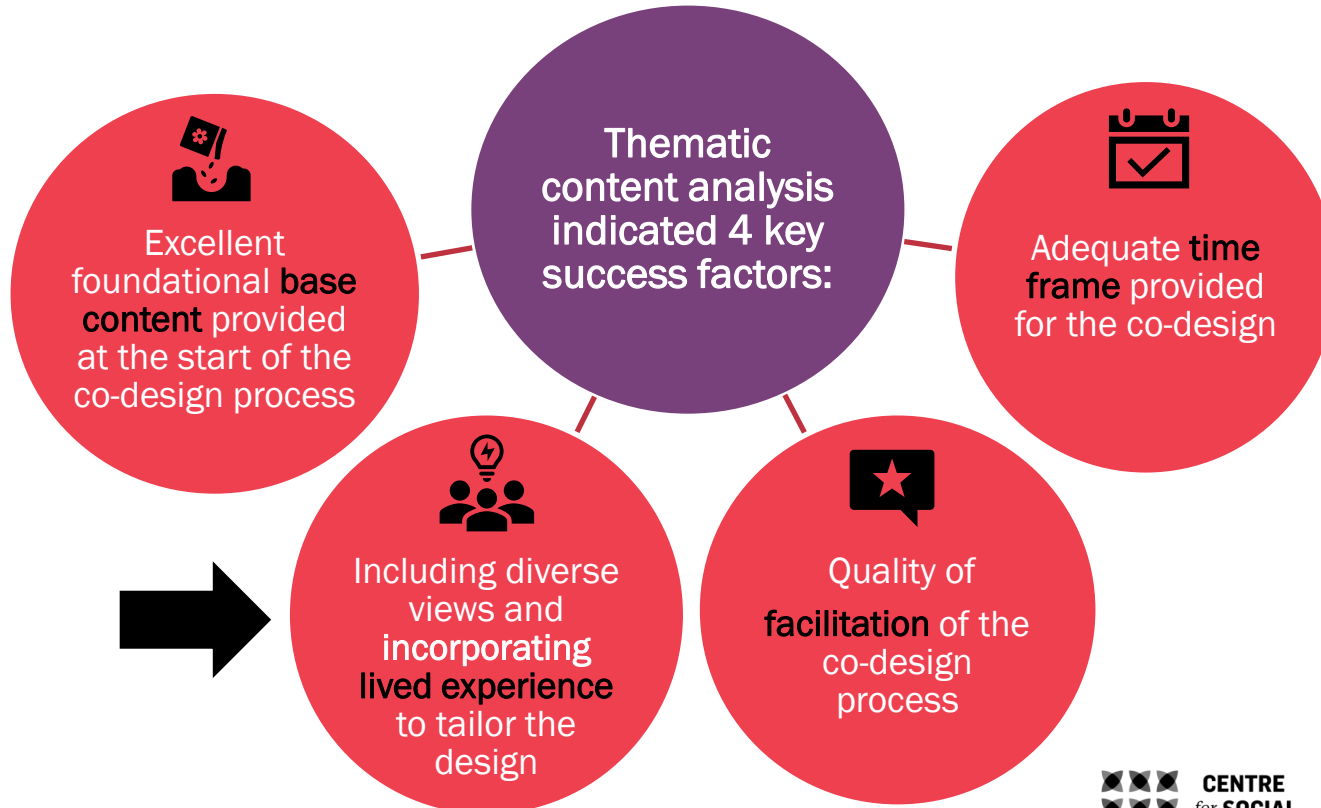 Thematic
content analysis
indicated 4 key
success factors:
Excellent
foundational base
content provided
at the start of the
co-design process
Including diverse
views and
incorporating
lived experience
to tailor the
design
Quality of
facilitation of the
co-design
process
Adequate time
frame provided
for the co-design
CENTRE
for SOCIAL